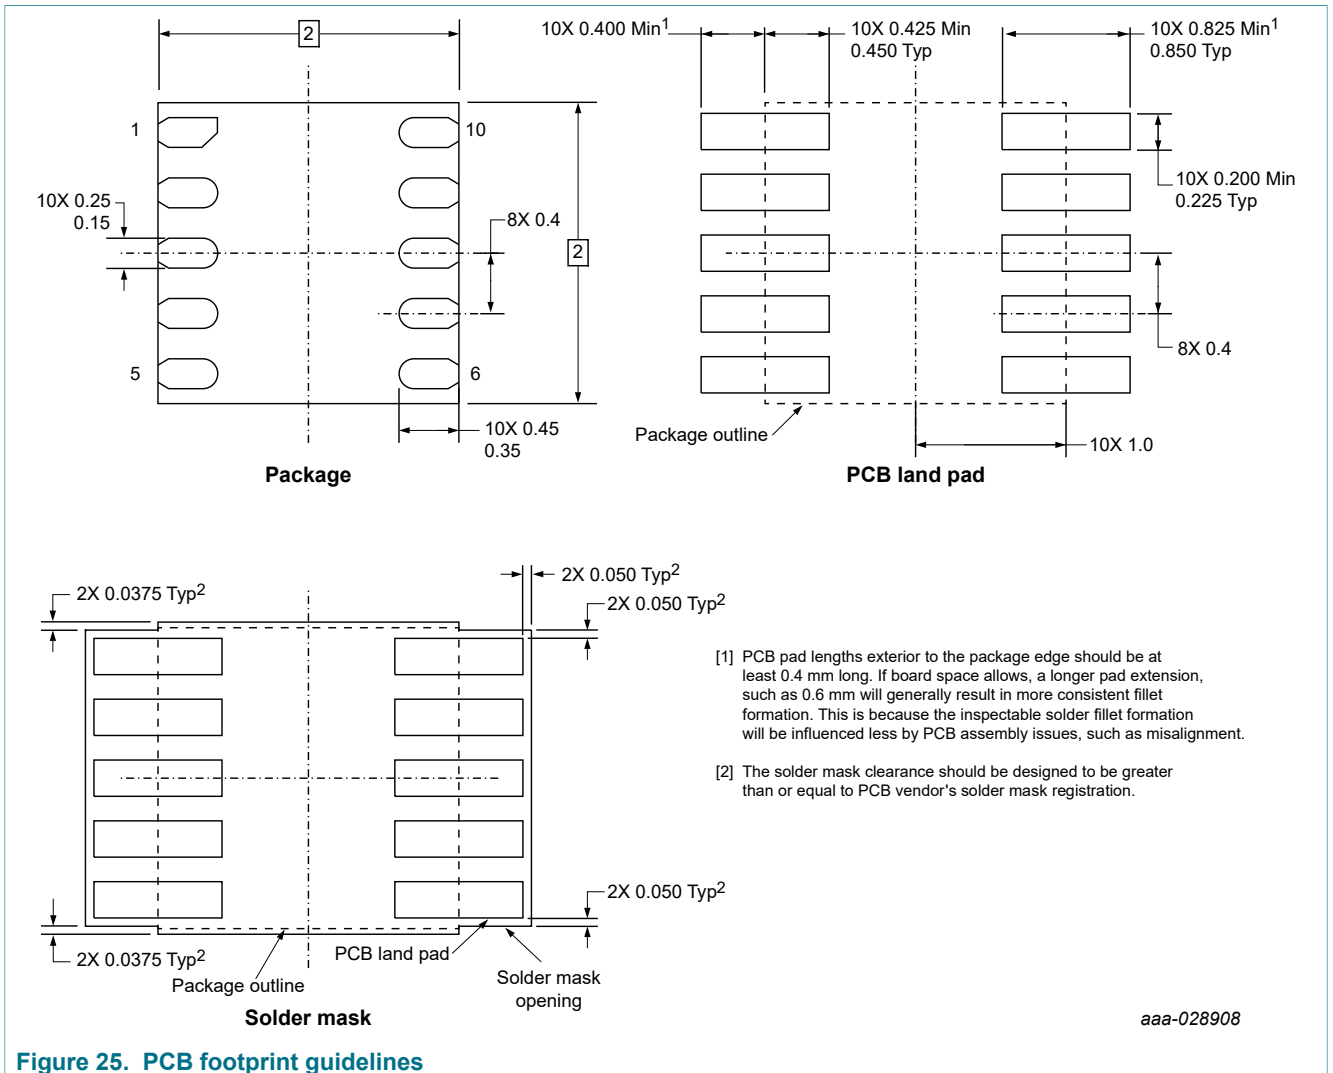 2
1
10
10X 0.25
0.15
8X 0.4
2
5
6
10X 0.45
0.35
Package
10X 0.400 Min1
10X 0.425 Min
0.450 Typ
10X 0.825 Min1
0.850 Typ
10X 0.200 Min
0.225 Typ
8X 0.4
Package outline
10X 1.0
PCB land pad
2X 0.0375 Typ2
2X 0.050 Typ2
2X 0.050 Typ2
2X 0.050 Typ2
2X 0.0375 Typ2
Package outline
PCB land pad
Solder mask
opening
Solder mask
[1] PCB pad lengths exterior to the package edge should be at
least 0.4 mm long. If board space allows, a longer pad extension,
such as 0.6 mm will generally result in more consistent fillet
formation. This is because the inspectable solder fillet formation
will be influenced less by PCB assembly issues, such as misalignment.
[2] The solder mask clearance should be designed to be greater
than or equal to PCB vendor's solder mask registration.
aaa-028908
Figure 25. PCB footprint guidelines